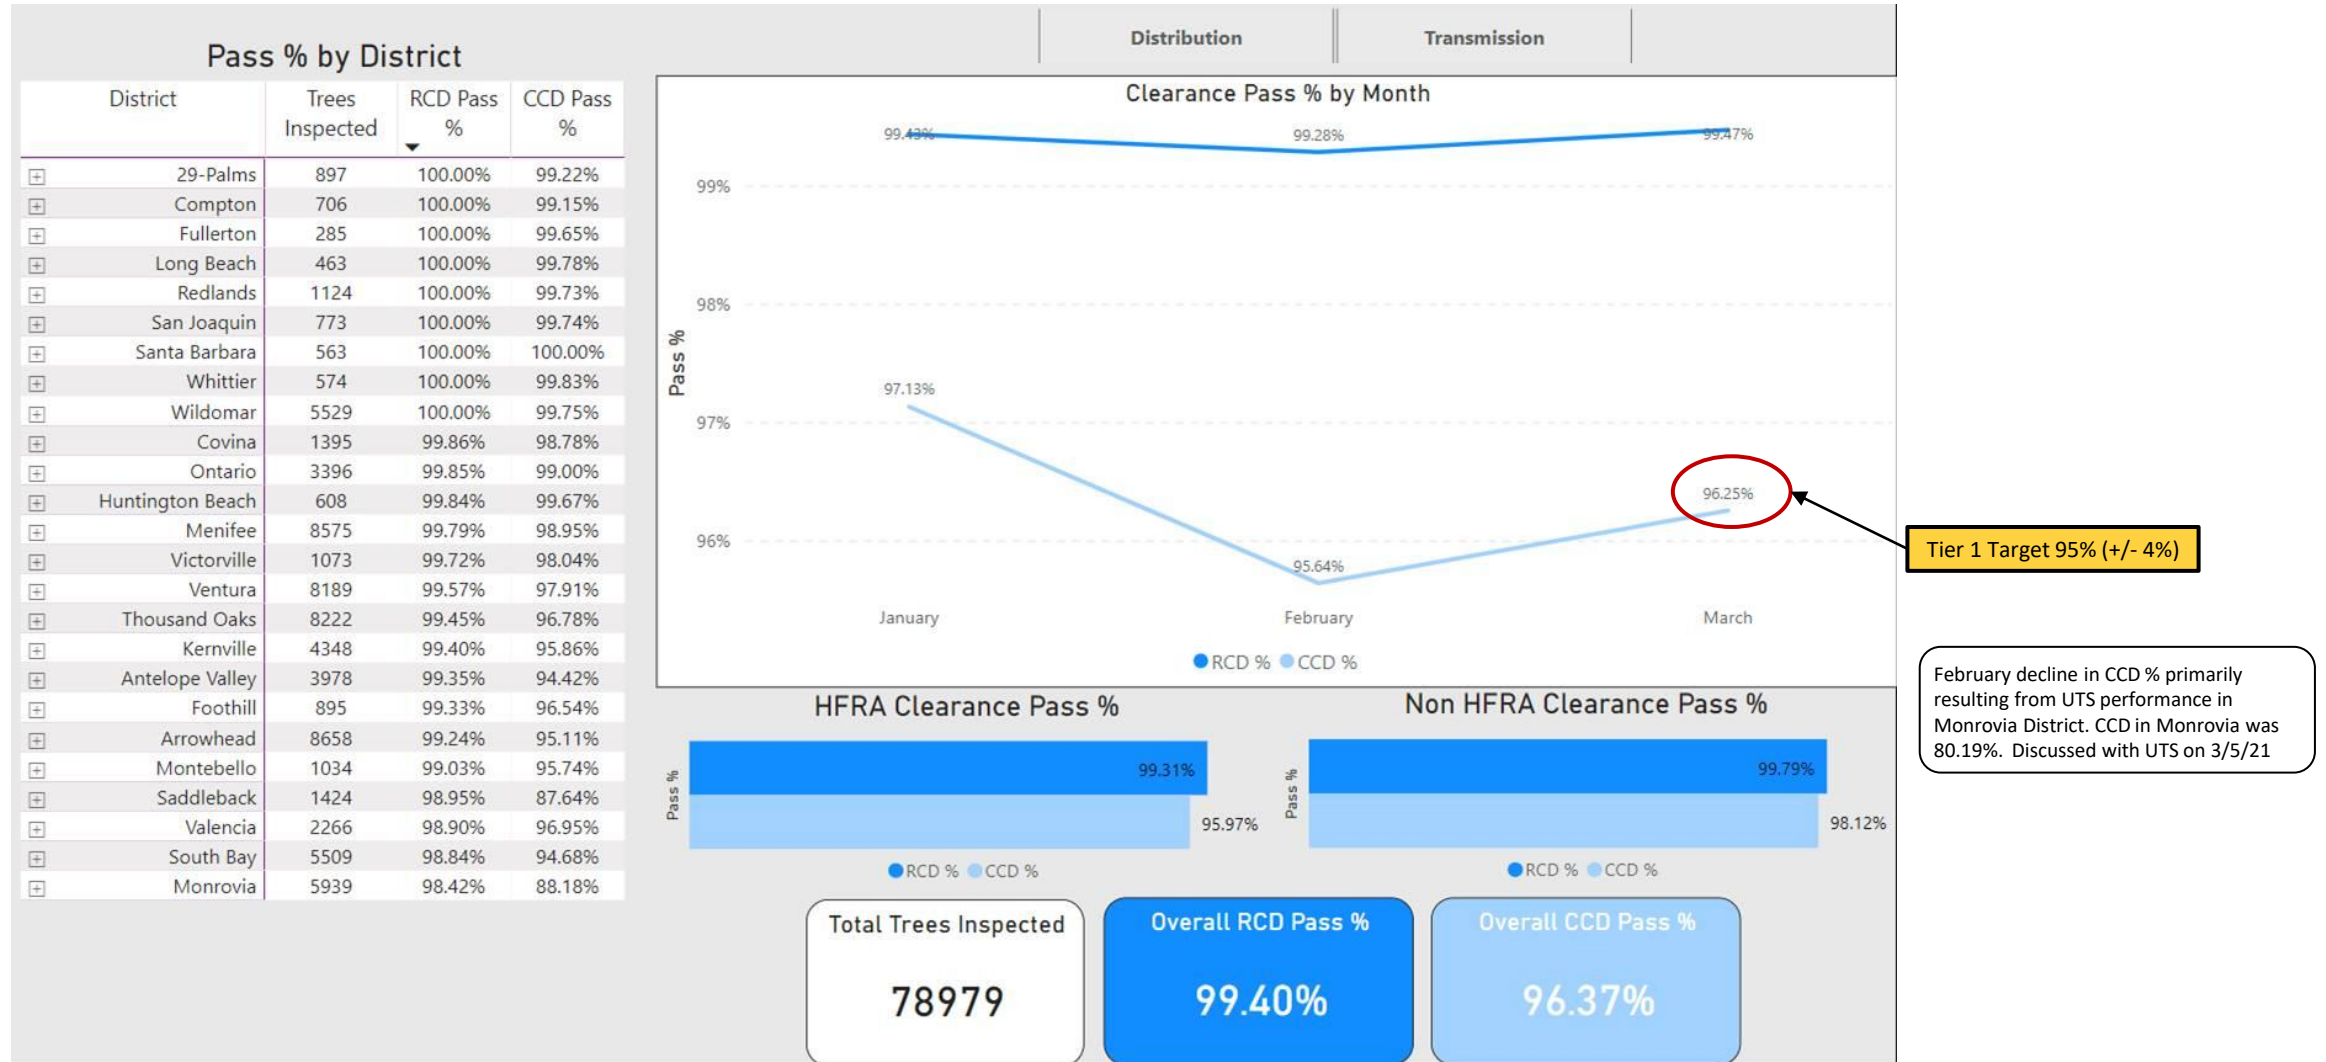 Distribution
Transmission
Pass % by District
District Trees Inspected RCD Pass % CCD Pass %
29-Palms 897 100.00% 99.22%
Compton 706 100.00% 99.15%
Fullerton 285 100.00% 99.65%
Long Beach 463 100.00% 99.78%
Redlands 1124 100.00% 99.73%
San Joaquin 773 100.00% 99.74%
Santa Barbara 563 100.00% 100.00%
Whittier 574 100.00% 99.83%
Wildomar 5529 100.00% 99.75%
Covina 1395 99.86% 98.78%
Ontario 3396 99.85% 99.00%
Huntington Beach 608 99.84% 99.67%
Menifee 8575 99.79% 98.95%
Victorville 1073 99.72% 98.04%
Ventura 8189 99.57% 97.91%
Thousand Oaks 8222 99.45% 96.78%
Kernville 4348 99.40% 95.86%
Antelope Valley 3978 99.35% 94.42%
Foothill 895 99.33% 96.54%
Arrowhead 8658 99.24% 95.11%
Montebello 1034 99.03% 95.74%
Saddleback 1424 98.95% 87.64%
Valencia 2266 98.90% 96.95%
South Bay 5509 98.84% 94.68%
Monrovia 5939 98.42% 88.18%
Clearance Pass % by Month
99.43% 99.28% 99.47%
99%
98%
Pass %
97.13%
97%
96.25%
96%
95.64%
January February March
RCD % CCD %
Tier 1 Target 95% (+/- 4%)
February decline in CCD % primarily
resulting from UTS performance in
Monrovia District. CCD in Monrovia was
80.19%. Discussed with UTS on 3/5/21
HFRA Clearance Pass %
Pass %
99.31%
95.97%
RCD % CCD %
Non HFRA Clearance Pass %
Pass %
99.79%
98.12%
RCD % CCD %
Total Trees Inspected
78979
Overall RCD Pass %
99.40%
Overall CCD Pass %
96.37%